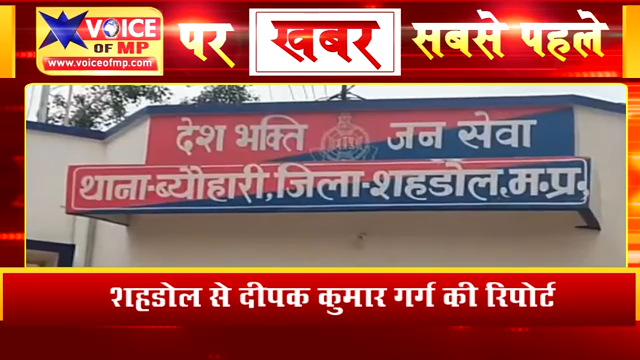 VOICE
OF MP
www.voiceofmp.com
पर खबर सबसे पहले
देश भक्ति जन सेवा
थाना-ब्यौहारी, जिला-शहडोल, म.प्र.
शहडोल से दीपक कुमार गर्ग की रिपोर्ट